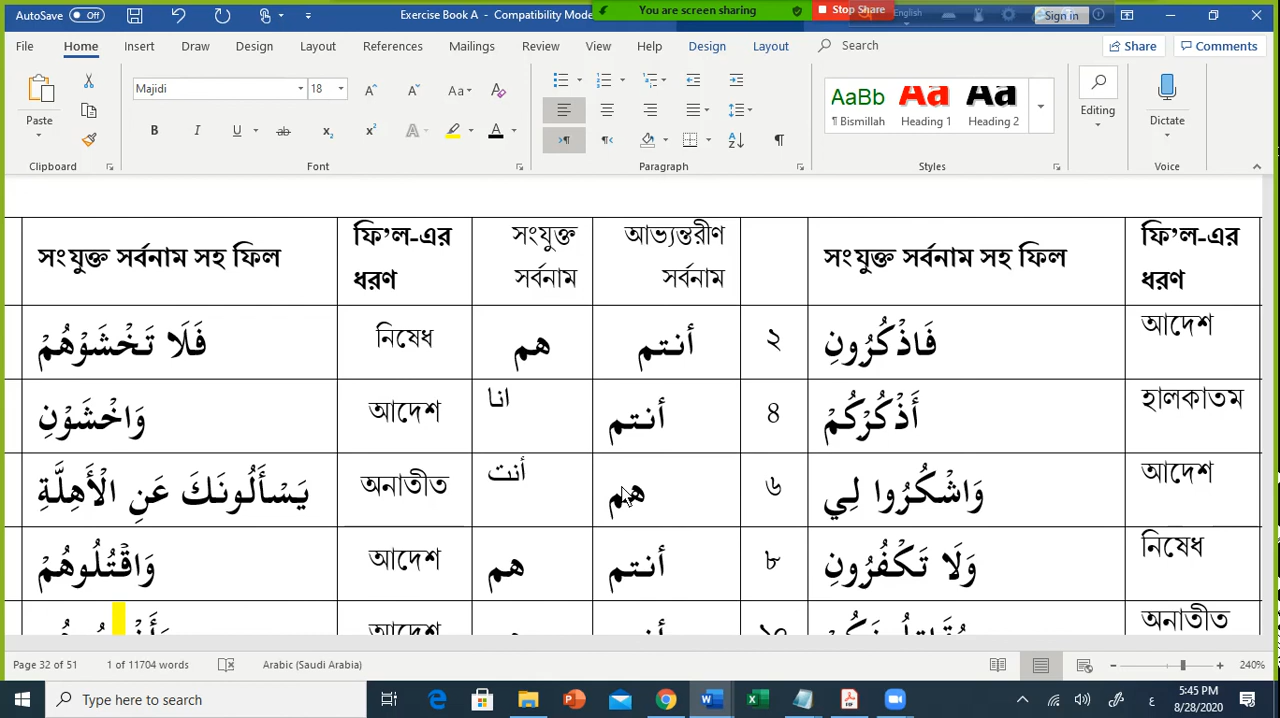 AutoSave Off
Exercise Book A - Compatibility Mode
You are screen sharing
Stop Share
English
Sign in
File Home Insert Draw Design Layout References Mailings Review View Help Design Layout Search Share Comments
Majidi 18
Paste
Clipboard Font Paragraph Styles Voice
AaBb Aa Aa
¶ Bismillah Heading 1 Heading 2
Editing Dictate
সংযুক্ত সর্বনাম সহ ফিল
ফি’ল-এর ধরণ
সংযুক্ত সর্বনাম
আভ্যন্তরীণ সর্বনাম
সংযুক্ত সর্বনাম সহ ফিল
ফি’ল-এর ধরণ
فَلَا تَخْشَوْهُمْ নিষেধ هم أنتم ২ فَاذْكُرُونِ আদেশ
وَاخْشَوْنِ আদেশ انا أنتم ৪ أَذْكُرْكُمْ হালকাতম
يَسْأَلُونَكَ عَنِ الْأَهِلَّةِ অনাতীত أنت هم ৬ وَاشْكُرُوا لِي আদেশ
وَاقْتُلُوهُمْ আদেশ هم أنتم ৮ وَلَا تَكْفُرُونِ নিষেধ
আদেশ ১০ অনাতীত
Page 32 of 51 1 of 11704 words Arabic (Saudi Arabia) 240%
Type here to search
5:45 PM
8/28/2020